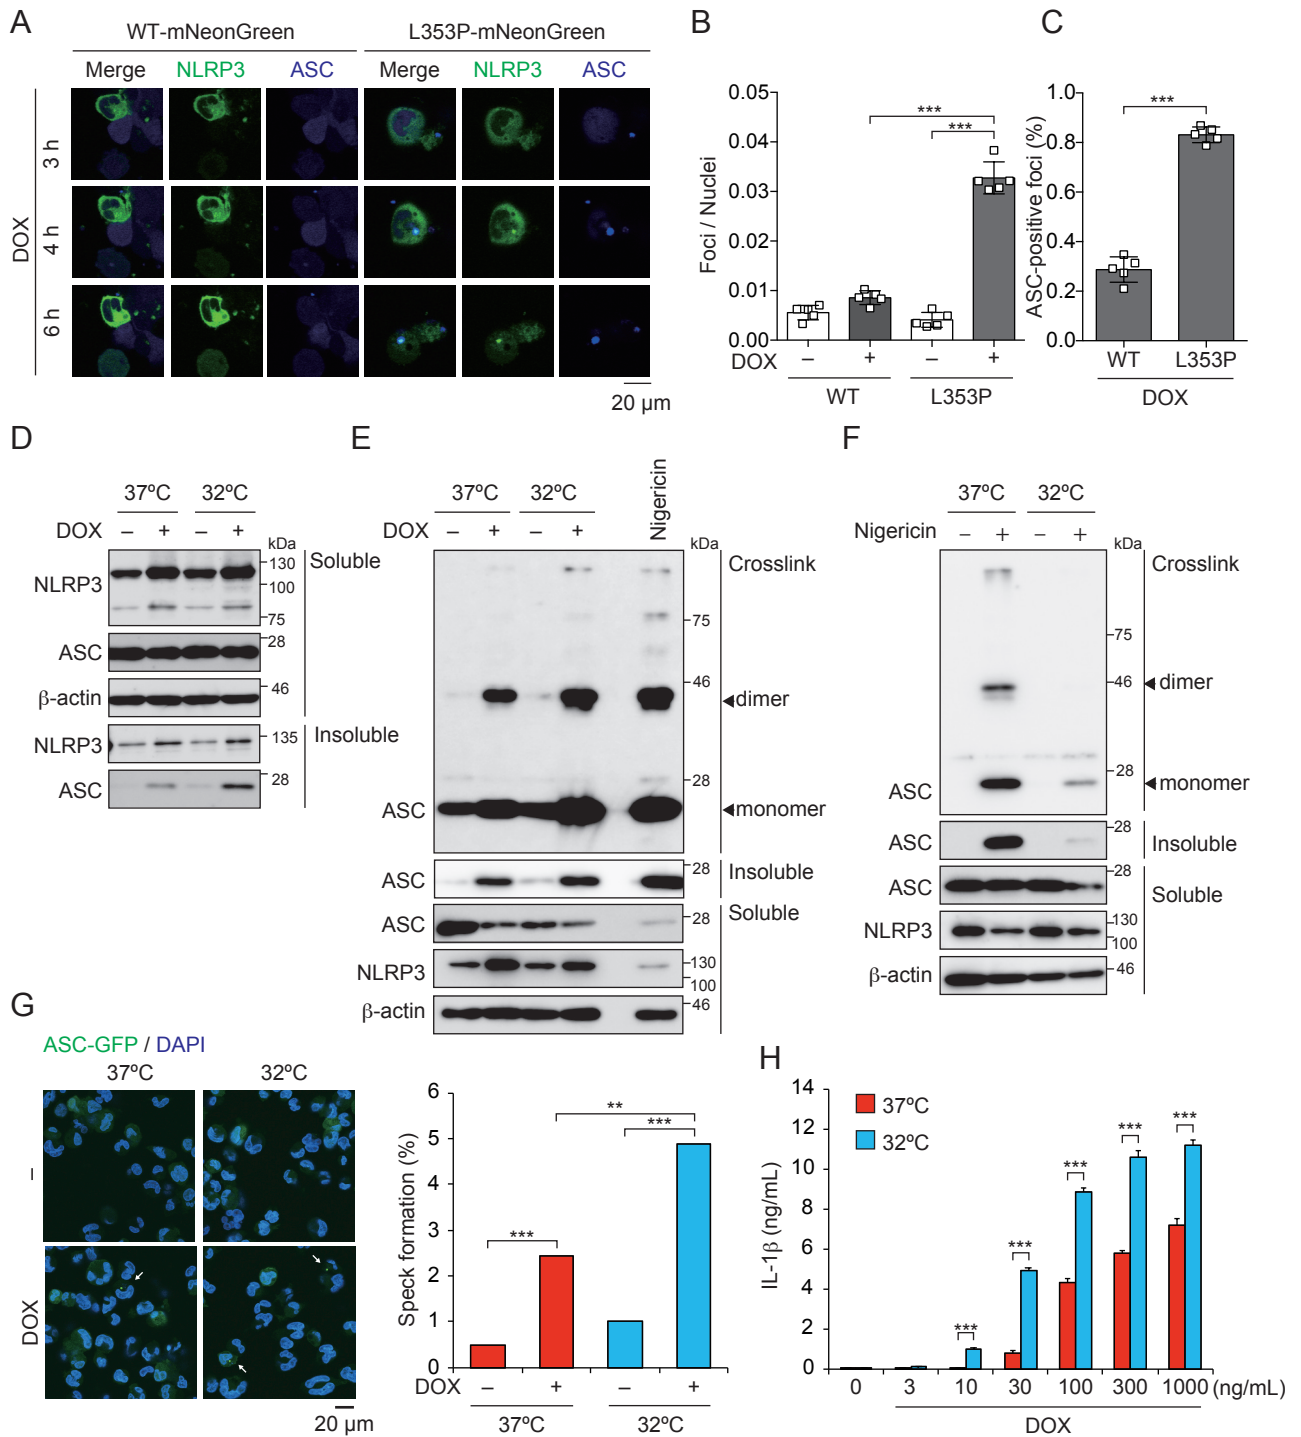 A
WT-mNeonGreen
L353P-mNeonGreen
Merge NLRP3 ASC Merge NLRP3 ASC
DOX
3 h
4 h
6 h
20 µm
B
Foci / Nuclei
0.05
0.04
0.03
0.02
0.01
0.00
***
***
DOX – + – +
WT L353P
C
ASC-positive foci (%)
1.0
0.8
0.6
0.4
0.2
0.0
***
WT L353P
DOX
D
37ºC 32ºC
DOX – + – +
kDa
NLRP3
130
100
75
Soluble
ASC
28
β-actin
46
NLRP3
135
Insoluble
ASC
28
E
37ºC 32ºC
Nigericin
DOX – + – +
kDa
Crosslink
75
46
dimer
28
ASC
monomer
ASC
28
Insoluble
ASC
28
Soluble
NLRP3
130
100
β-actin
46
F
37ºC 32ºC
Nigericin – + – +
kDa
Crosslink
75
46
dimer
28
ASC
monomer
ASC
28
Insoluble
ASC
28
Soluble
NLRP3
130
100
β-actin
46
G
ASC-GFP / DAPI
37ºC 32ºC
–
DOX
20 µm
Speck formation (%)
6
5
4
3
2
1
0
**
***
***
DOX – + – +
37ºC 32ºC
H
IL-1β (ng/mL)
14
12
10
8
6
4
2
0
37ºC
32ºC
***
***
***
***
***
0 3 10 30 100 300 1000 (ng/mL)
DOX